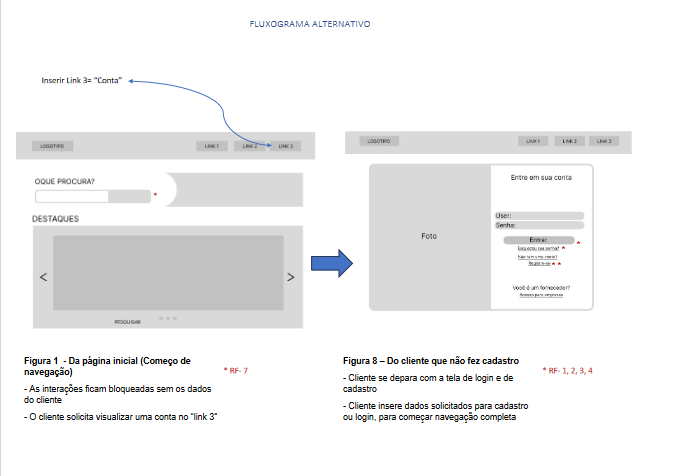 FLUXOGRAMA ALTERNATIVO
Inserir Link 3= "Conta"
LOGOTIPO
LINK 1
LINK 2
LINK 3
OQUE PROCURA?
*
DESTAQUES
<
>
PESQUISAR
LOGOTIPO
LINK 1
LINK 2
LINK 3
Foto
Entre em sua conta
User:
Senha:
Entrar
*
Esqueceu sua senha? *
Não tem uma conta?
Registre-se * *
Você é um fornecedor?
Acesso para empresas
Figura 1 - Da página inicial (Começo de
navegação)
* RF- 7
- As interações ficam bloqueadas sem os dados
do cliente
- O cliente solicita visualizar uma conta no "link 3"
Figura 8 – Do cliente que não fez cadastro
* RF- 1, 2, 3, 4
- Cliente se depara com a tela de login e de
cadastro
- Cliente insere dados solicitados para cadastro
ou login, para começar navegação completa